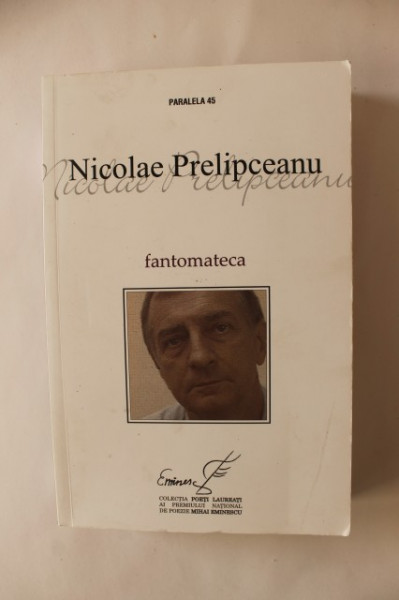 PARALELA 45
Nicolae Prelipceanu
Nicolae Prelipceanu
fantomateca
Eminescu
COLECȚIA POEȚI LAUREAȚI
AI PREMIULUI NAȚIONAL
DE POEZIE MIHAI EMINESCU